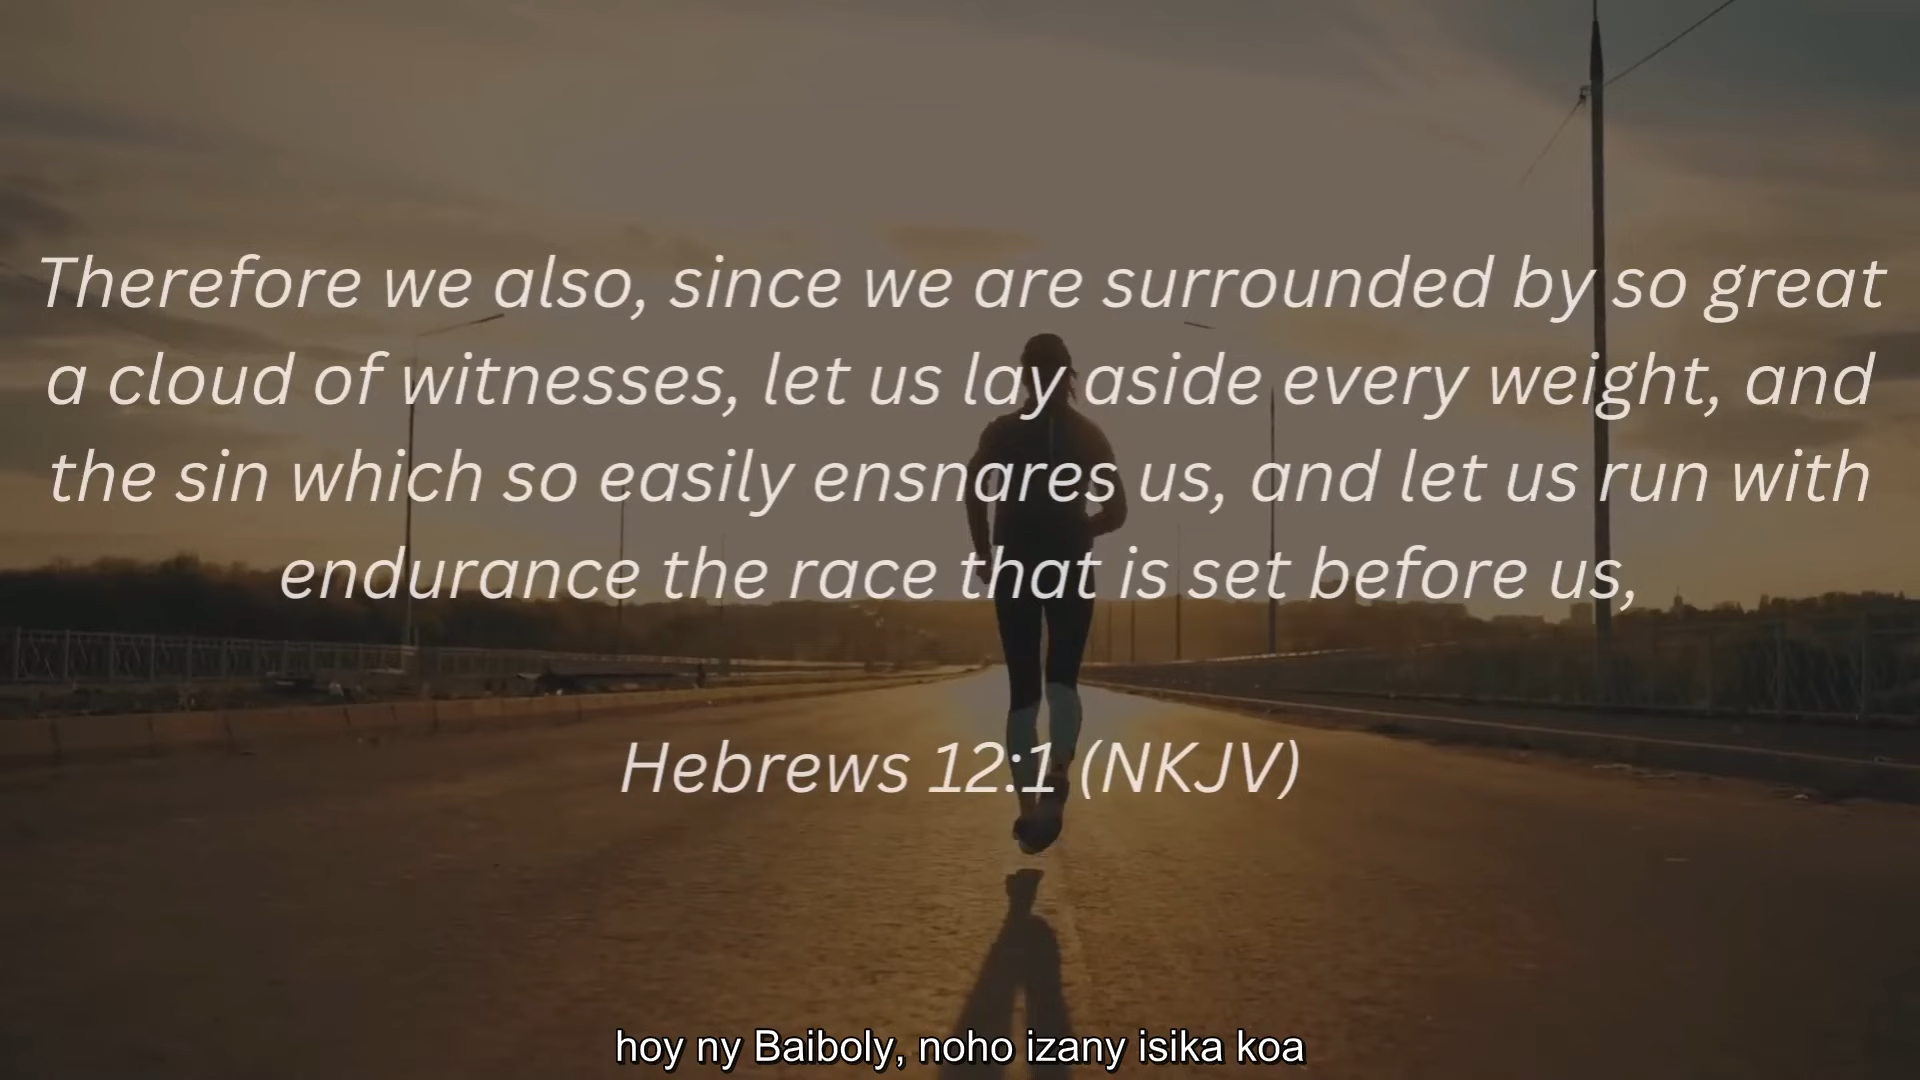 Therefore we also, since we are surrounded by so great
a cloud of witnesses, let us lay aside every weight, and
the sin which so easily ensnares us, and let us run with
endurance the race that is set before us,
Hebrews 12:1 (NKJV)
hoy ny Baiboly, noho izany isika koa